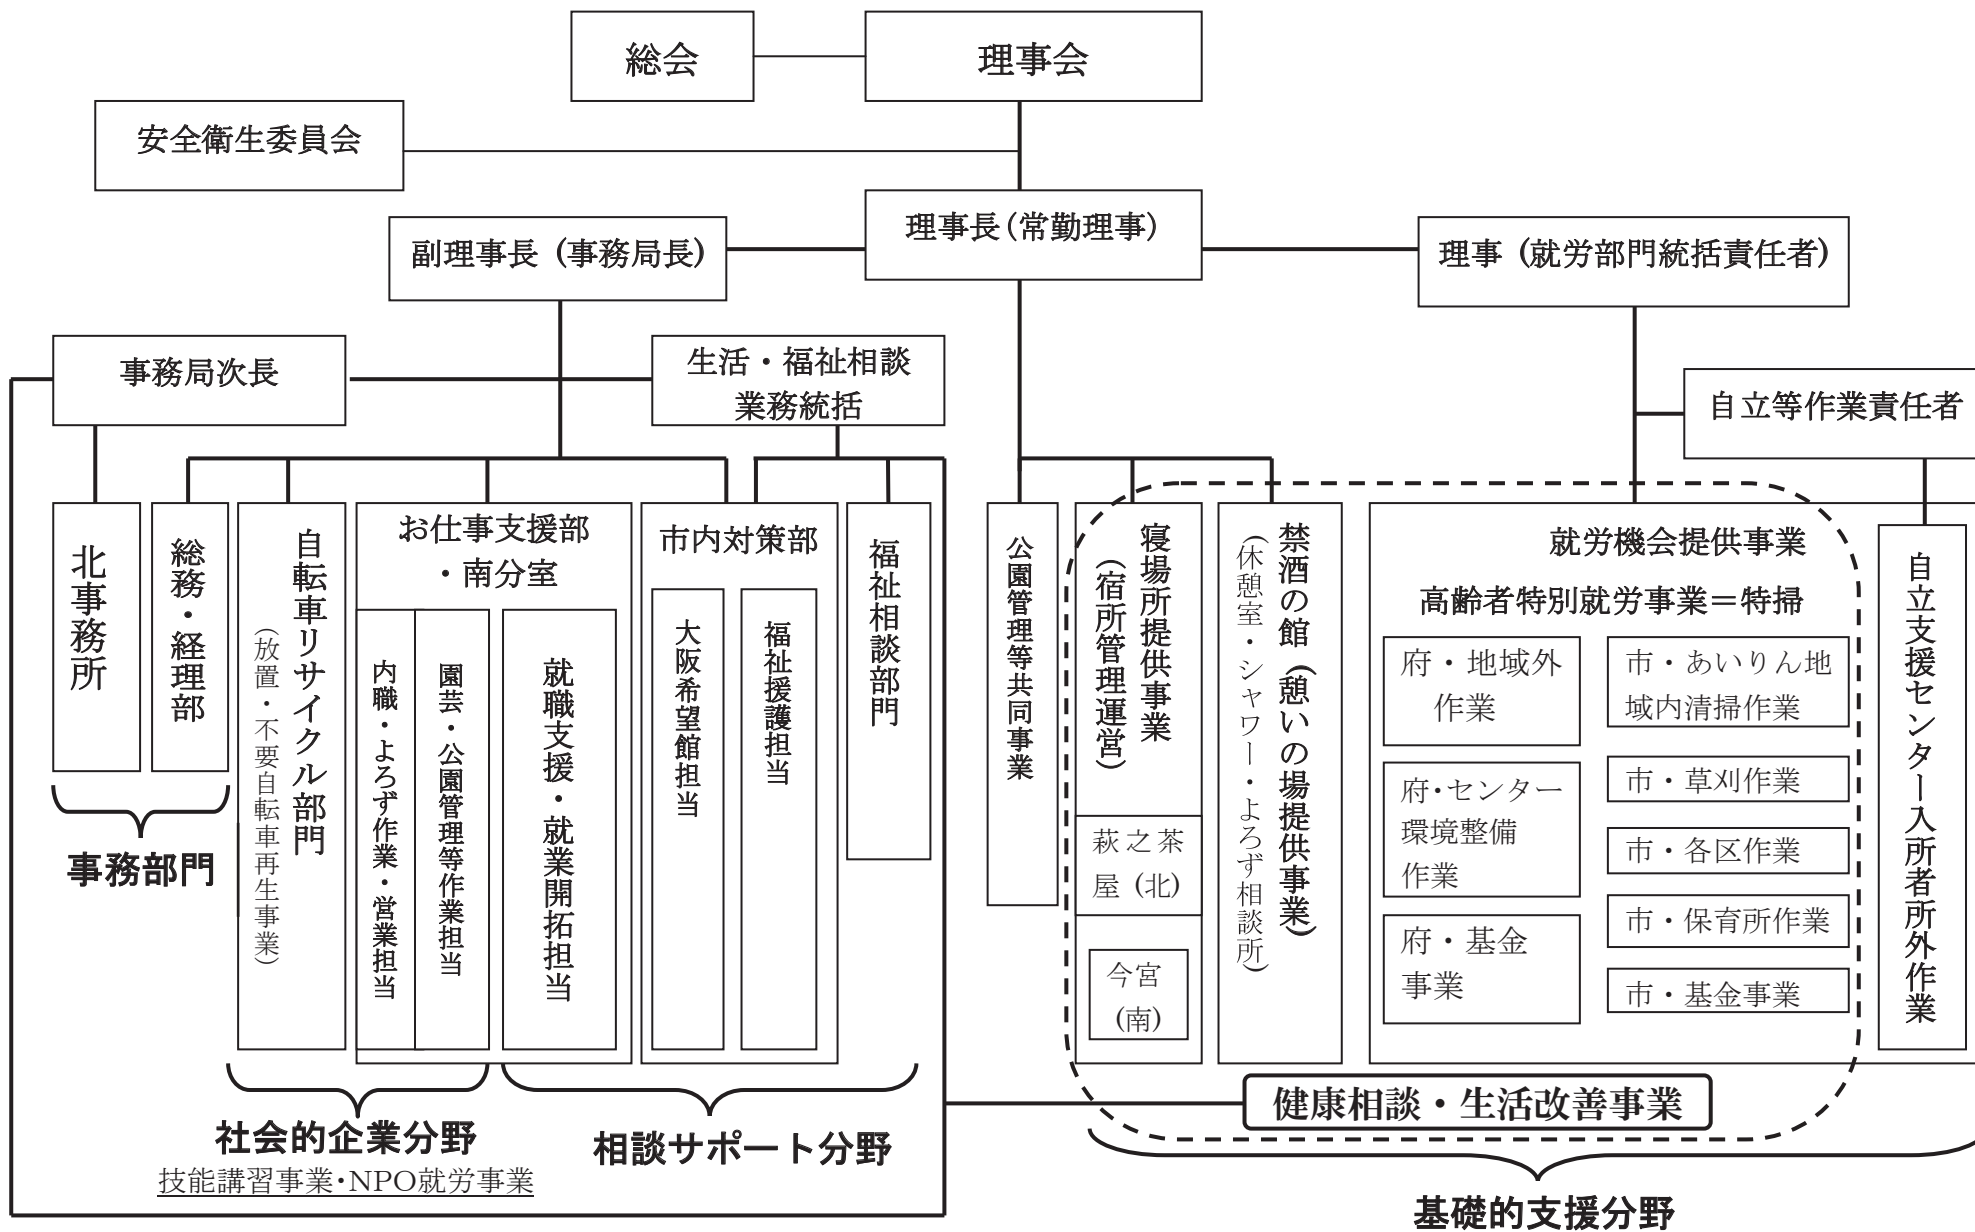 総会
理事会
安全衛生委員会
理事長（常勤理事）
副理事長（事務局長）
理事（就労部門統括責任者）
事務局次長
生活・福祉相談
業務統括
自立等作業責任者
北事務所
総務・経理部
自転車リサイクル部門
（放置・不要自転車再生事業）
お仕事支援部
・南分室
内職・よろず作業・営業担当
園芸・公園管理等作業担当
就職支援・就業開拓担当
市内対策部
大阪希望館担当
福祉援護担当
福祉相談部門
公園管理等共同事業
寝場所提供事業
（宿所管理運営）
萩之茶
屋（北）
今宮
（南）
禁酒の館（憩いの場提供事業）
（休憩室・シャワー・よろず相談所）
就労機会提供事業
高齢者特別就労事業＝特掃
府・地域外
作業
府・センター
環境整備
作業
府・基金
事業
市・あいりん地
域内清掃作業
市・草刈作業
市・各区作業
市・保育所作業
市・基金事業
自立支援センター入所者所外作業
事務部門
社会的企業分野
技能講習事業・NPO就労事業
相談サポート分野
健康相談・生活改善事業
基礎的支援分野